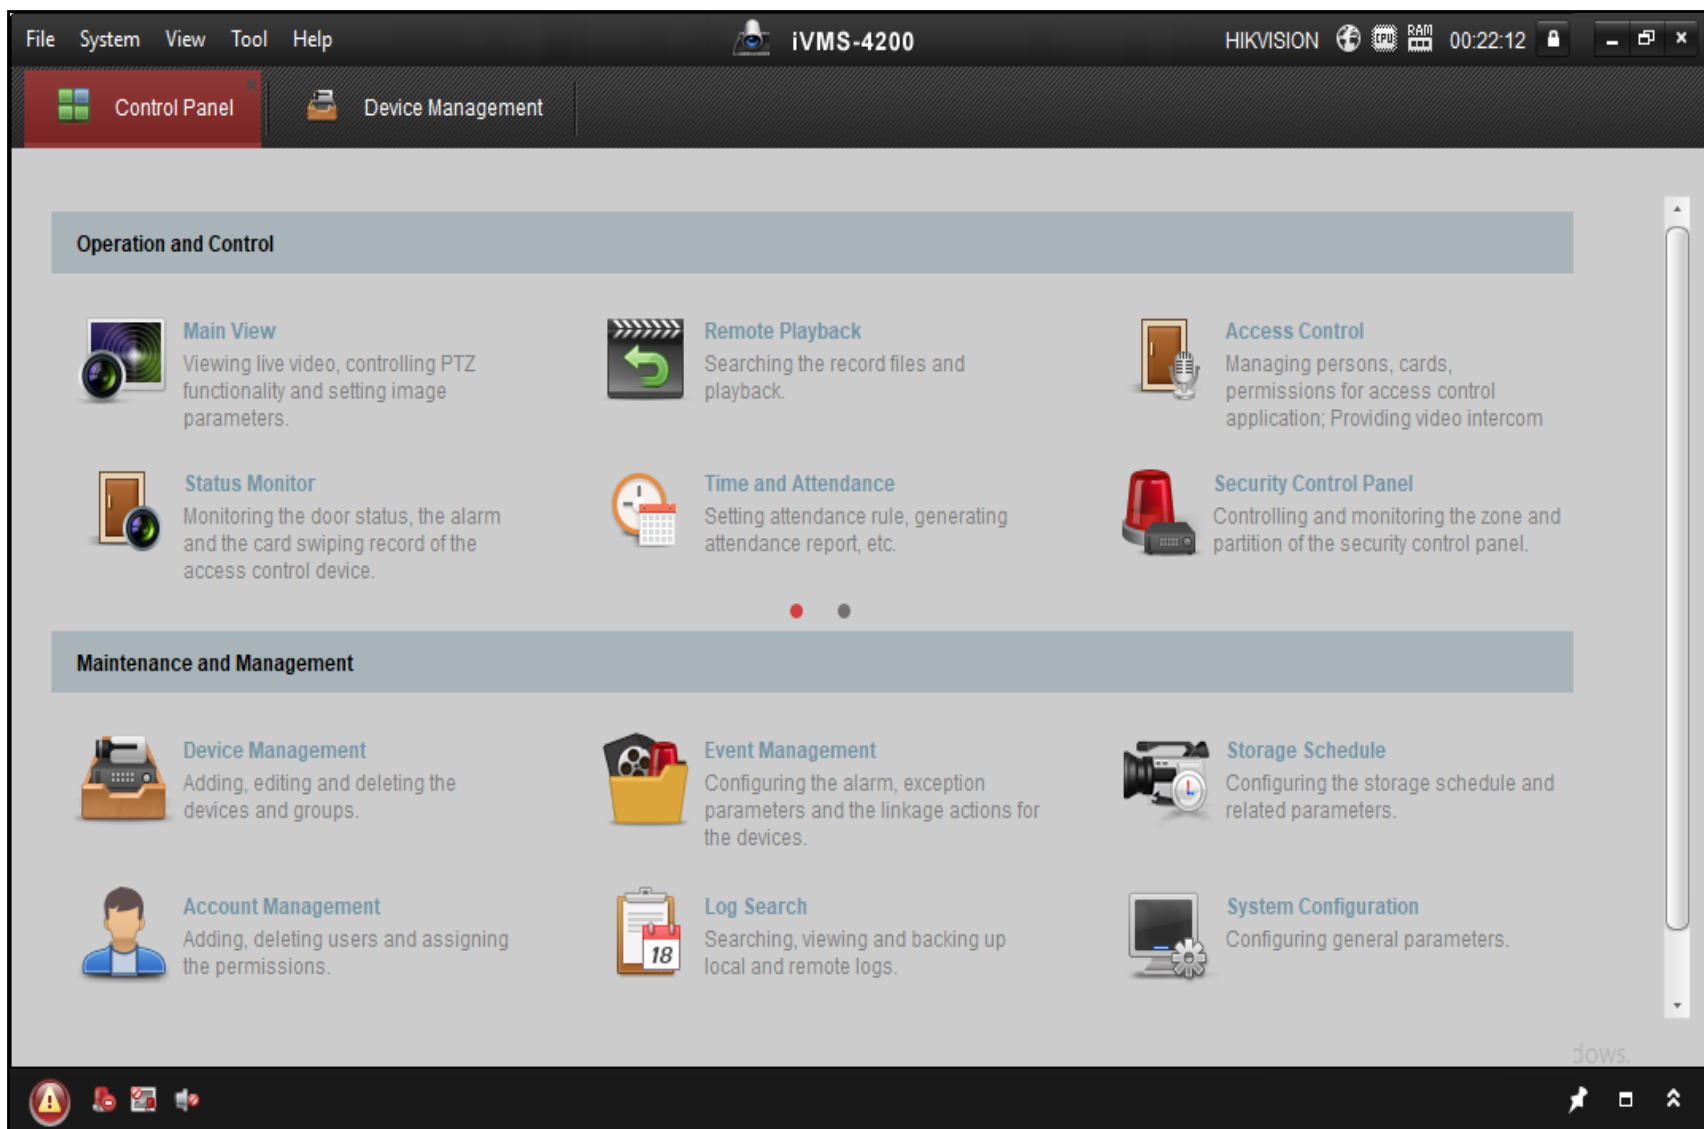 File System View Tool Help iVMS-4200 HIKVISION CPU RAM 00:22:12
Control Panel Device Management
Operation and Control
Main View
Viewing live video, controlling PTZ
functionality and setting image
parameters.
Remote Playback
Searching the record files and
playback.
Access Control
Managing persons, cards,
permissions for access control
application; Providing video intercom
Status Monitor
Monitoring the door status, the alarm
and the card swiping record of the
access control device.
Time and Attendance
Setting attendance rule, generating
attendance report, etc.
Security Control Panel
Controlling and monitoring the zone and
partition of the security control panel.
Maintenance and Management
Device Management
Adding, editing and deleting the
devices and groups.
Event Management
Configuring the alarm, exception
parameters and the linkage actions for
the devices.
Storage Schedule
Configuring the storage schedule and
related parameters.
Account Management
Adding, deleting users and assigning
the permissions.
18
Log Search
Searching, viewing and backing up
local and remote logs.
System Configuration
Configuring general parameters.
dows.